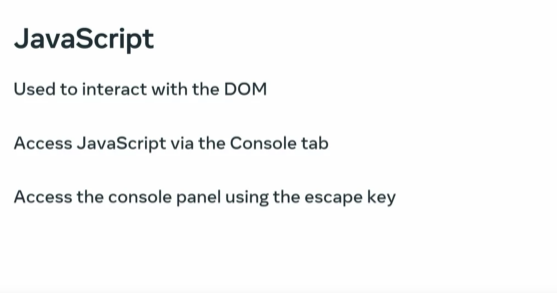 JavaScript
Used to interact with the DOM
Access JavaScript via the Console tab
Access the console panel using the escape key